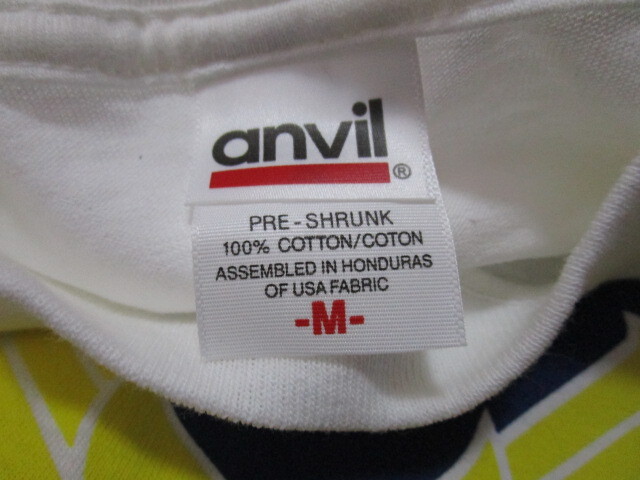 anvil®
PRE-SHRUNK
100% COTTON/COTON
ASSEMBLED IN HONDURAS
OF USA FABRIC
-M-